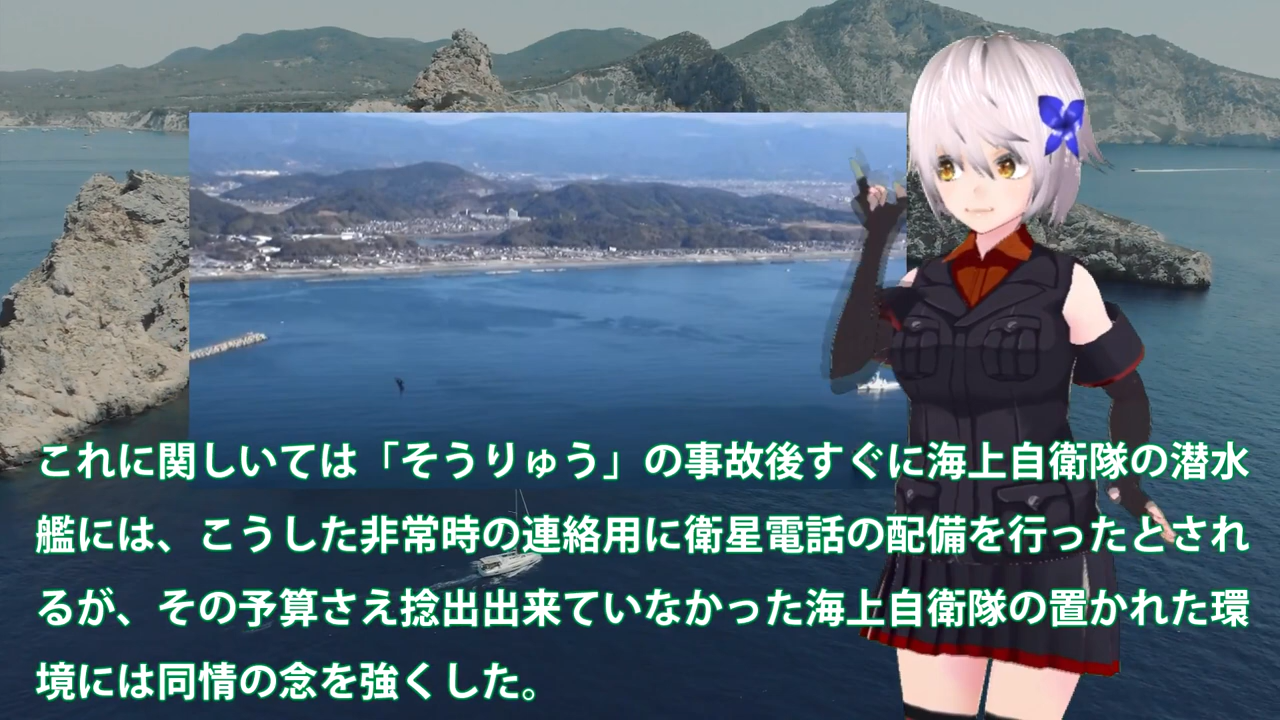 これに関しいては「そうりゅう」の事故後すぐに海上自衛隊の潜水
艦には、こうした非常時の連絡用に衛星電話の配備を行ったとされ
るが、その予算さえ捻出出来ていなかった海上自衛隊の置かれた環
境には同情の念を強くした。